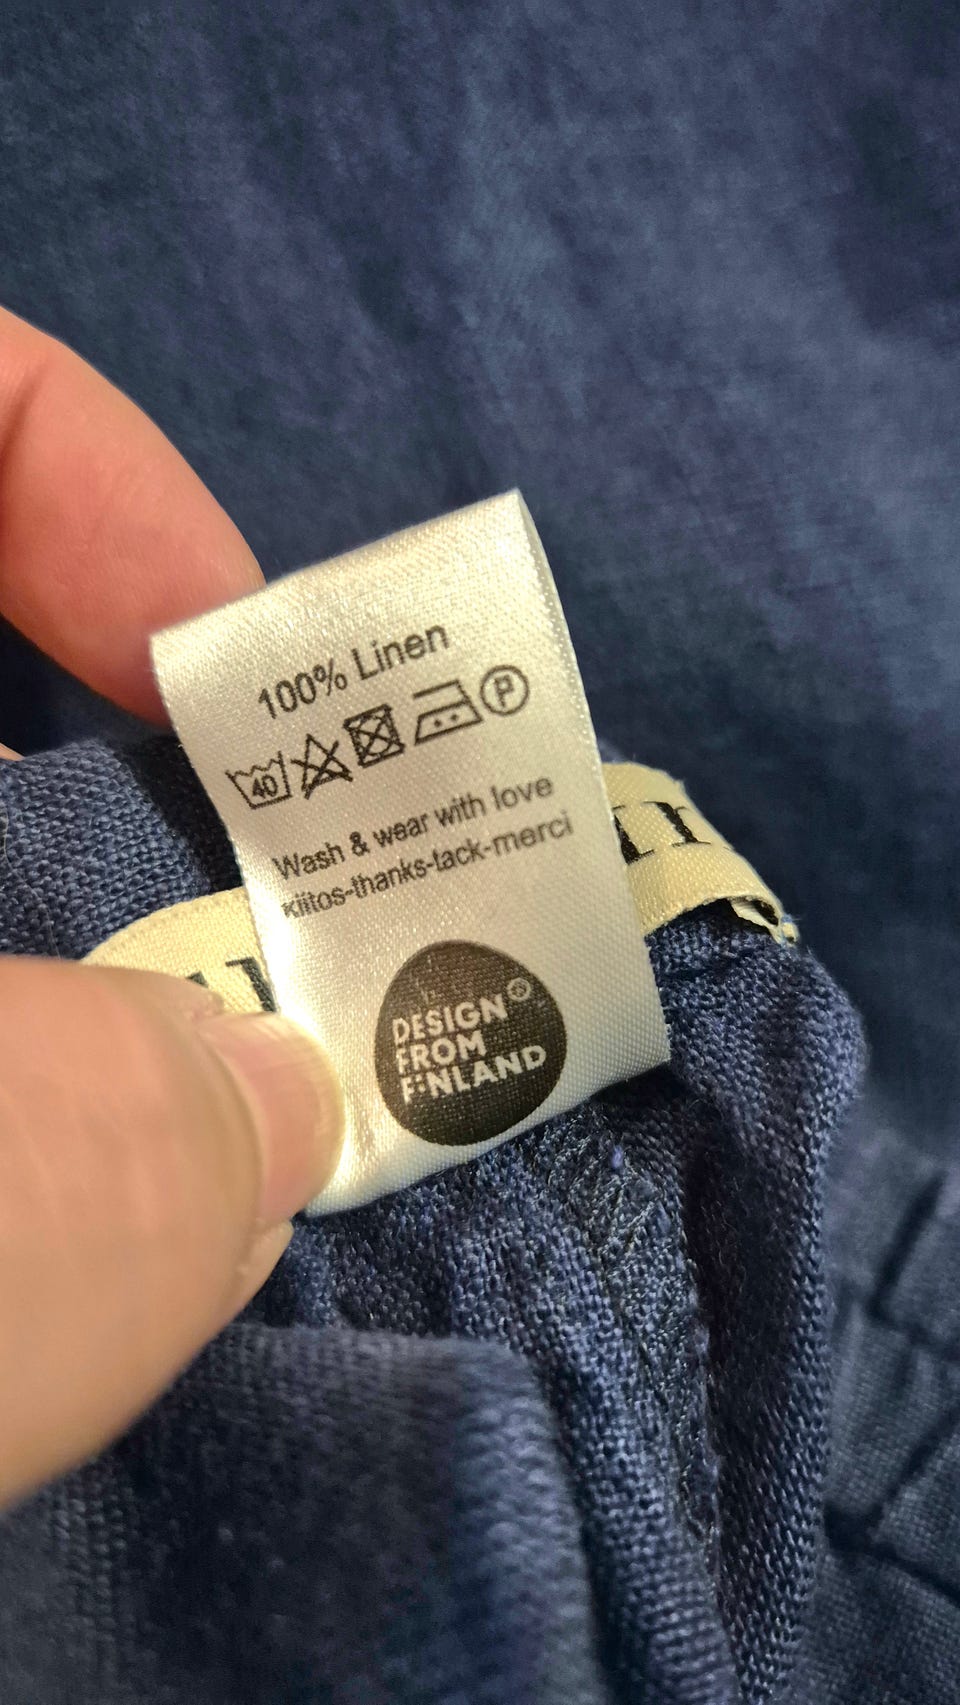 100% Linen
40 P
Wash & wear with love
kiitos-thanks-tack-merci
DESIGN®
FROM
FINLAND